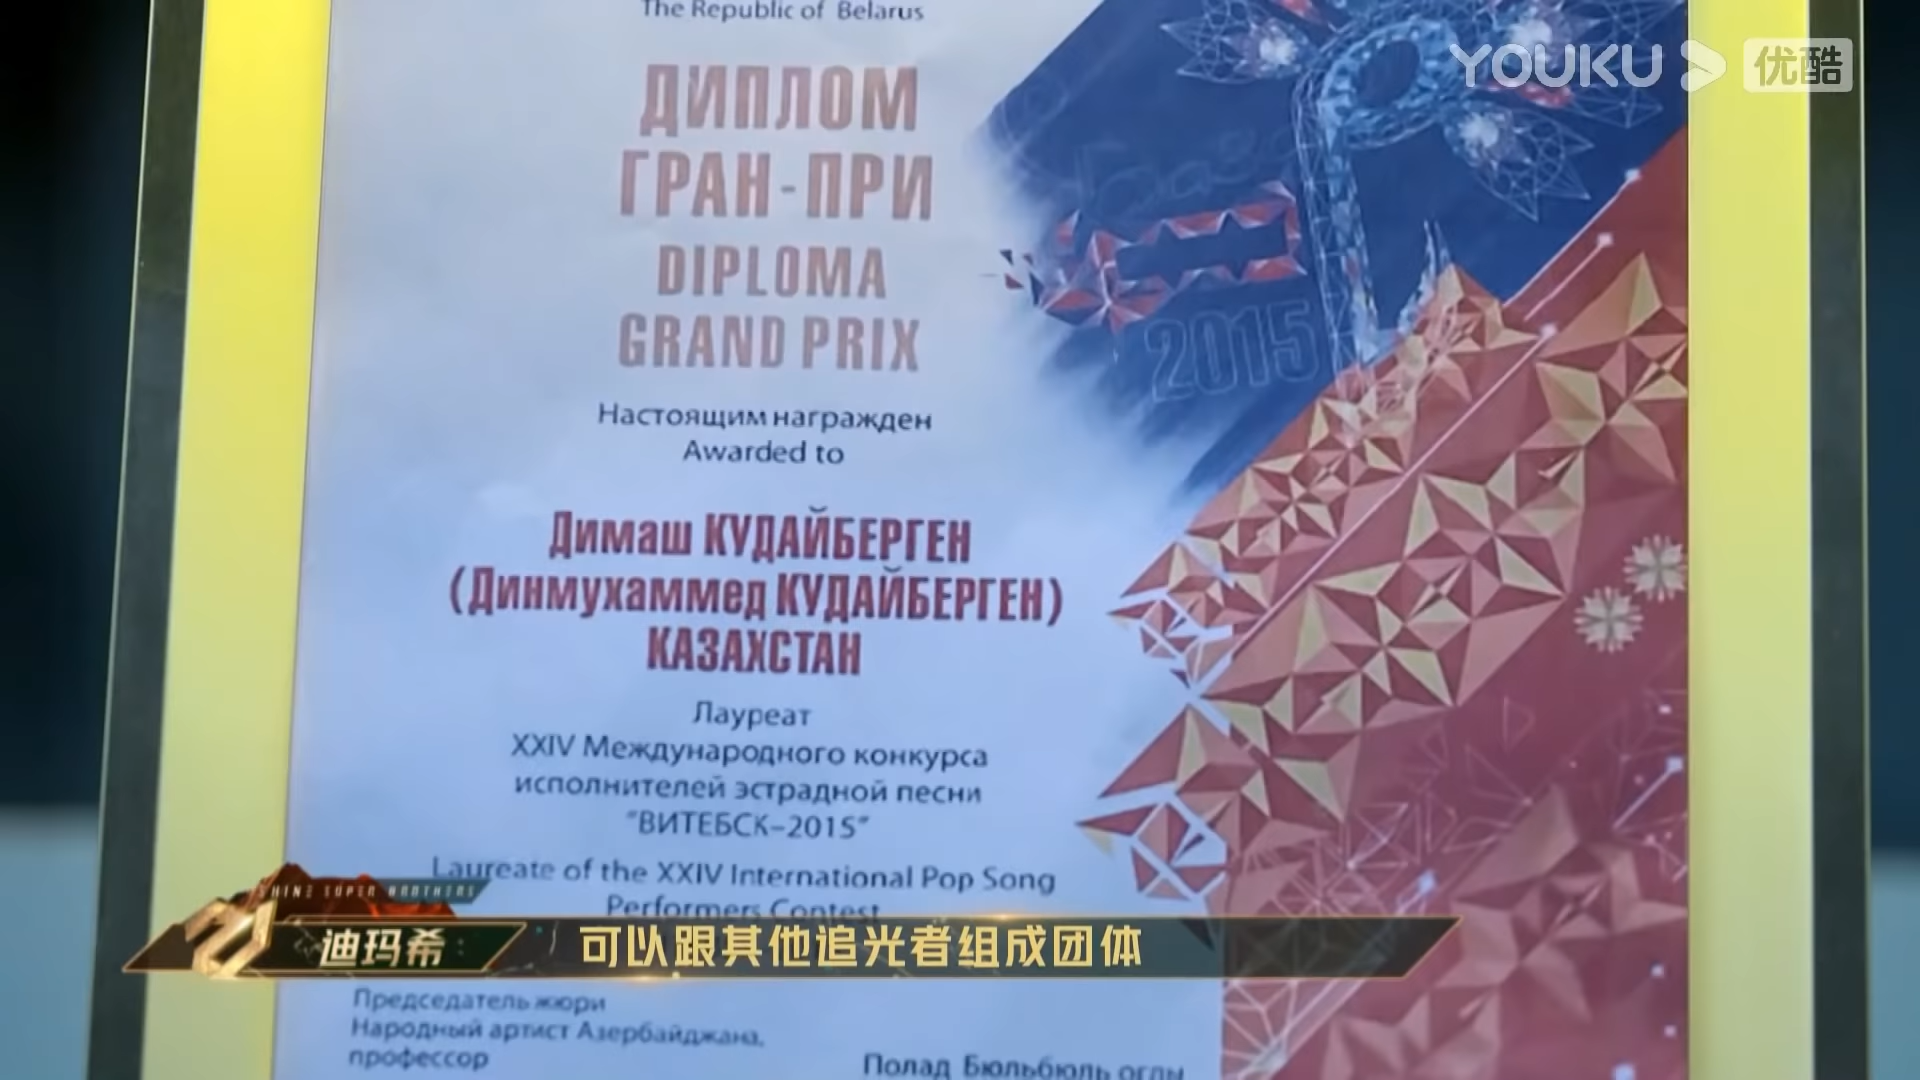 The Republic of Belarus
YOUKU 优酷
ДИПЛОМ
ГРАН-ПРИ
DIPLOMA
GRAND PRIX
2015
Настоящим награжден
Awarded to
Димаш КУДАЙБЕРГЕН
(Динмухаммед КУДАЙБЕРГЕН)
КАЗАХСТАН
Лауреат
XXIV Международного конкурса
исполнителей эстрадной песни
"ВИТЕБСК–2015"
Laureate of the XXIV International Pop Song
Performers Contest
SHINE SUPER BROTHERS
迪玛希:
可以跟其他追光者组成团体
Председатель жюри
Народный артист Азербайджана,
профессор
Полад Бюльбюль оглы